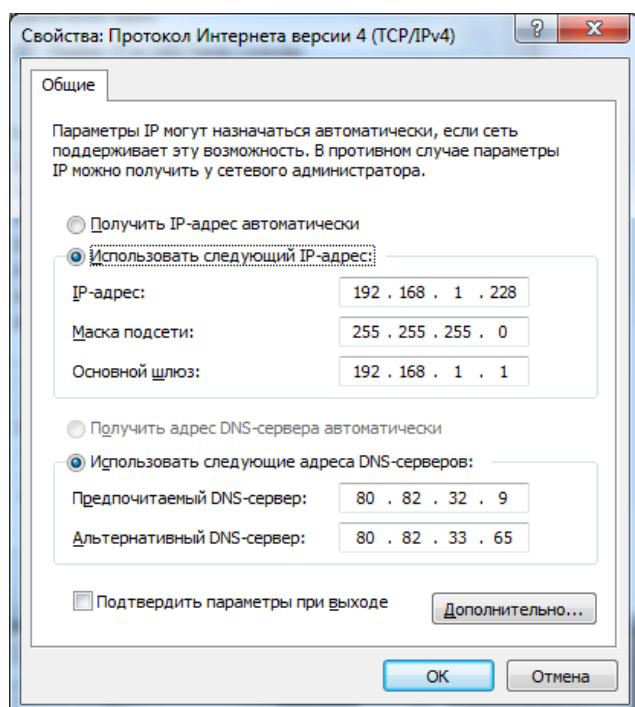 Свойства: Протокол Интернета версии 4 (TCP/IPv4)
Общие
Параметры IP могут назначаться автоматически, если сеть
поддерживает эту возможность. В противном случае параметры
IP можно получить у сетевого администратора.
Получить IP-адрес автоматически
Использовать следующий IP-адрес:
IP-адрес: 192 . 168 . 1 . 228
Маска подсети: 255 . 255 . 255 . 0
Основной шлюз: 192 . 168 . 1 . 1
Получить адрес DNS-сервера автоматически
Использовать следующие адреса DNS-серверов:
Предпочитаемый DNS-сервер: 80 . 82 . 32 . 9
Альтернативный DNS-сервер: 80 . 82 . 33 . 65
Подтвердить параметры при выходе
Дополнительно...
ОК
Отмена